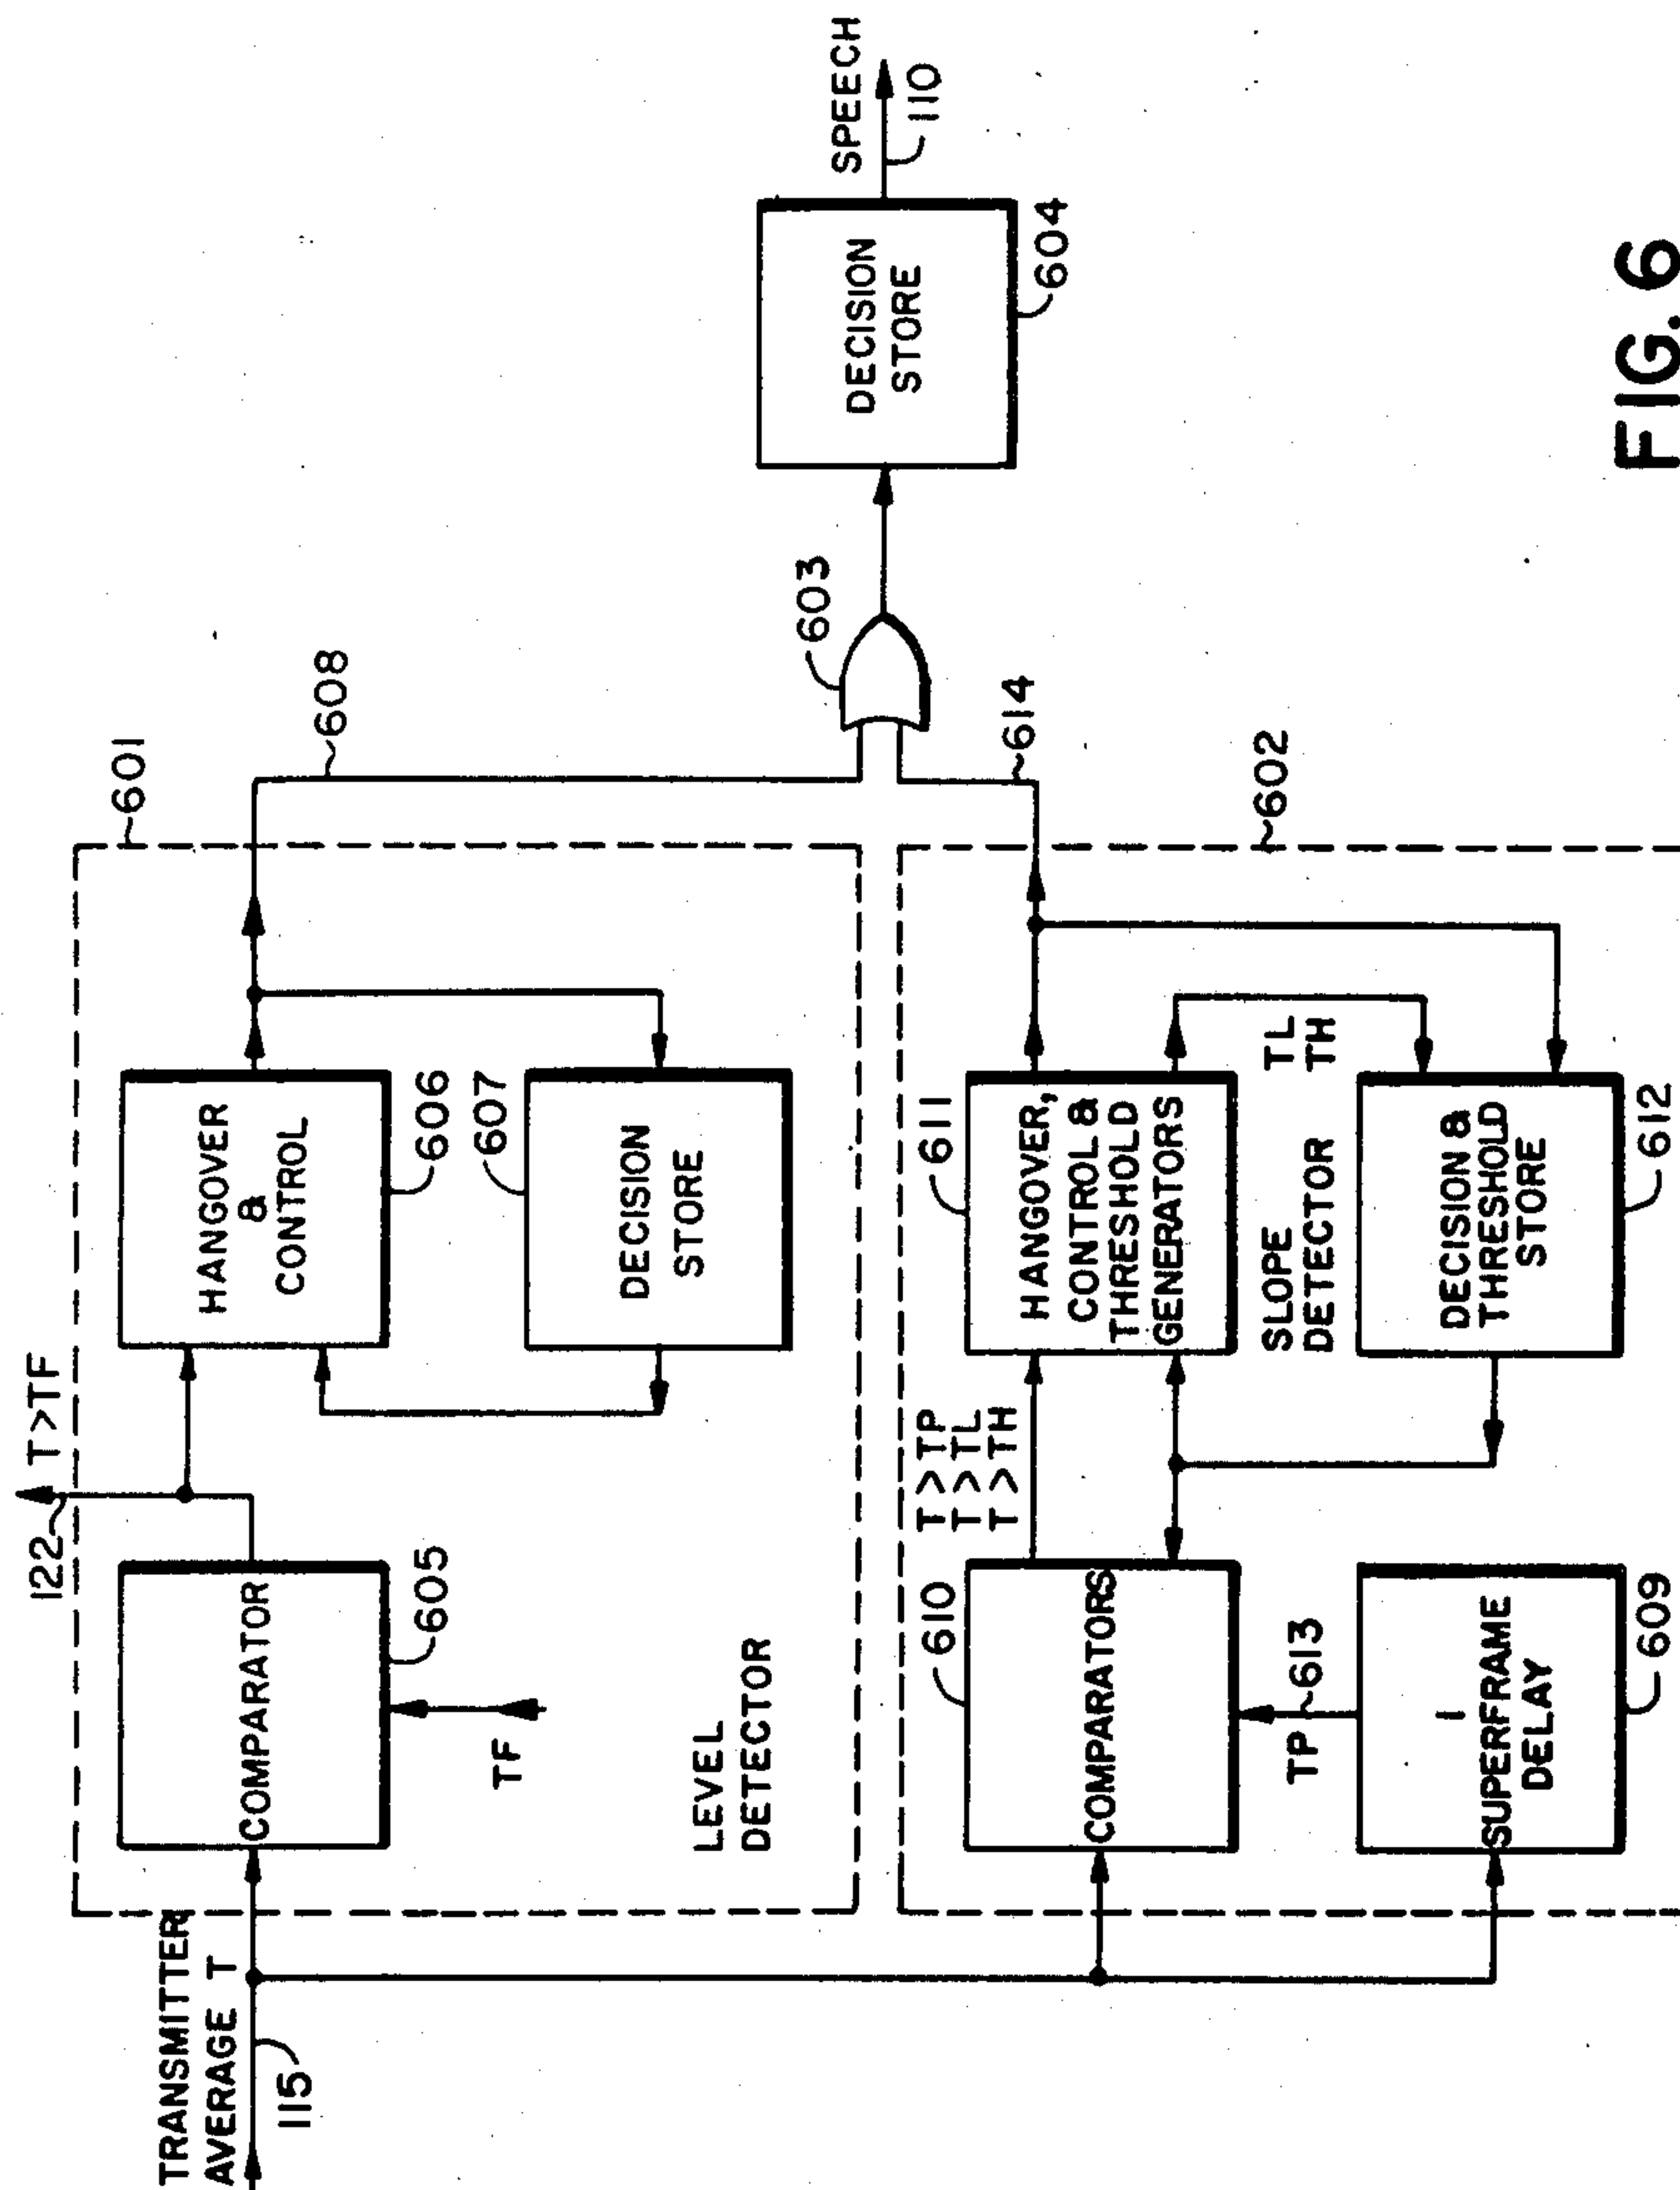 TRANSMITTER
AVERAGE T
115
122
T>TF
601
COMPARATOR
605
TF
HANGOVER
&
CONTROL
606
607
DECISION
STORE
LEVEL
DETECTOR
608
603
DECISION
STORE
604
SPEECH
110
614
602
610
COMPARATORS
T>TP
T>TL
T>TH
611
HANGOVER,
CONTROL &
THRESHOLD
GENERATORS
TL
TH
SLOPE
DETECTOR
TP
613
1
SUPERFRAME
DELAY
609
DECISION &
THRESHOLD
STORE
612
FIG. 6